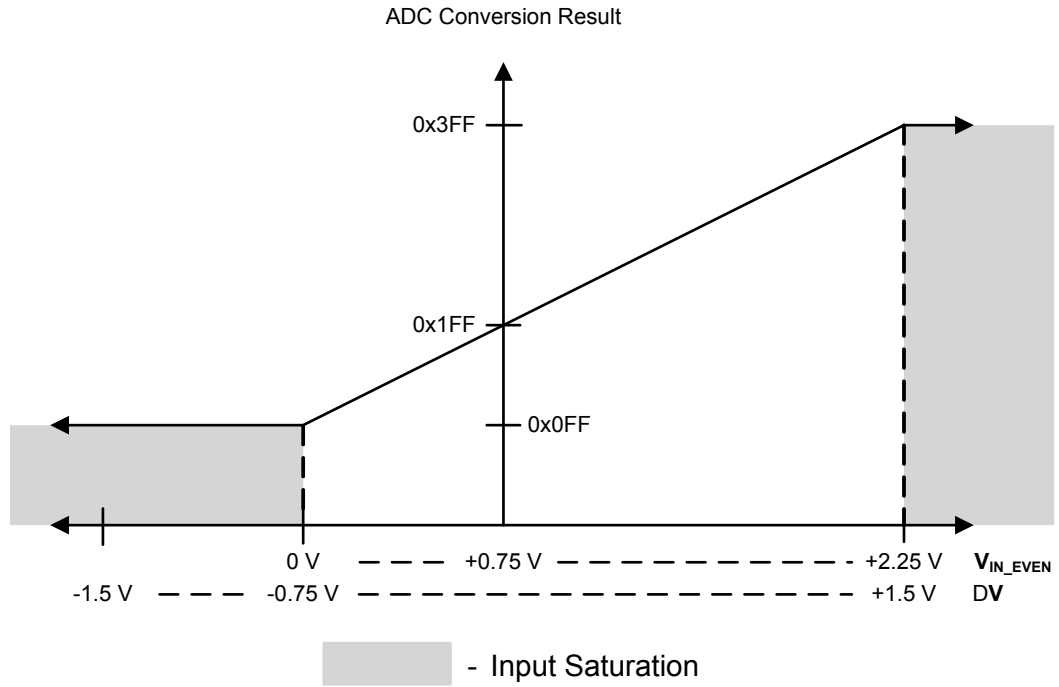 ADC Conversion Result
0x3FF
0x1FF
0x0FF
0 V +0.75 V +2.25 V VIN_EVEN
-1.5 V -0.75 V +1.5 V DV
- Input Saturation